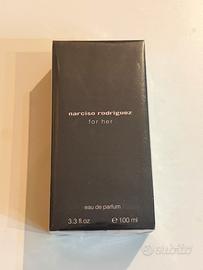 narciso rodriguez
for her
eau de parfum
3.3 fl.oz ℮ 100 ml
subito